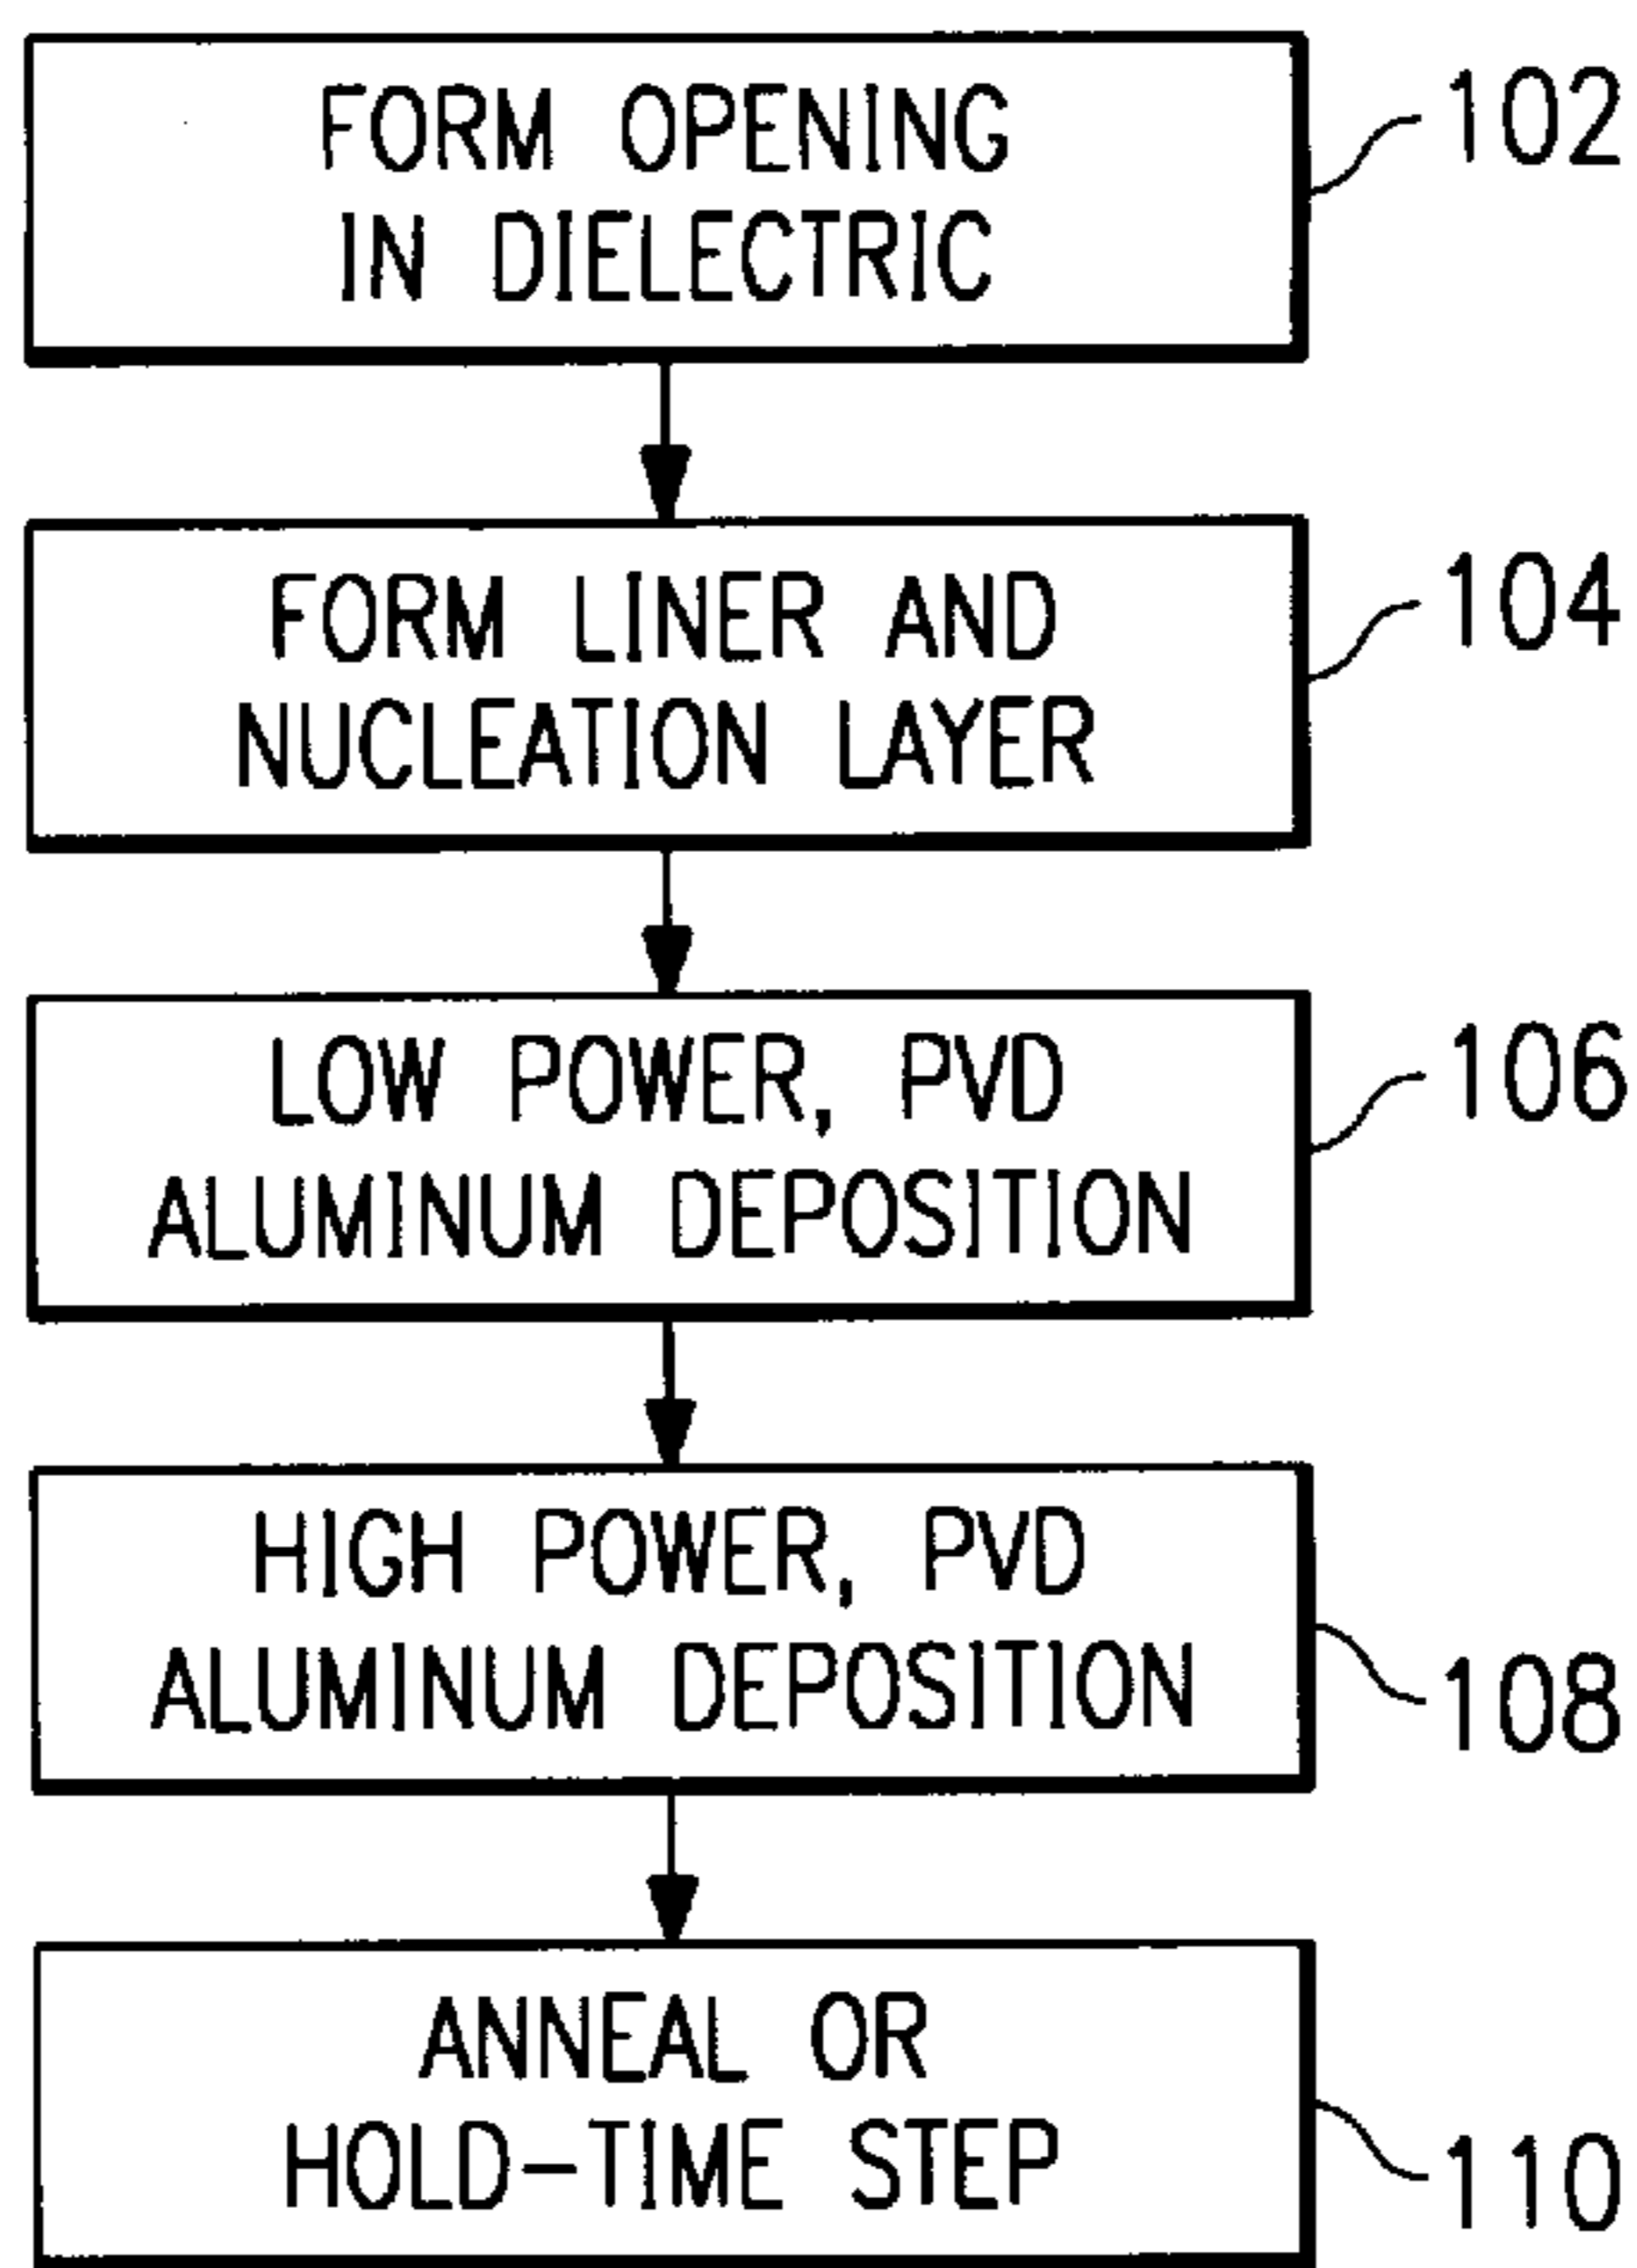 FORM OPENING
IN DIELECTRIC
102
FORM LINER AND
NUCLEATION LAYER
104
LOW POWER, PVD
ALUMINUM DEPOSITION
106
HIGH POWER, PVD
ALUMINUM DEPOSITION
108
ANNEAL OR
HOLD-TIME STEP
110